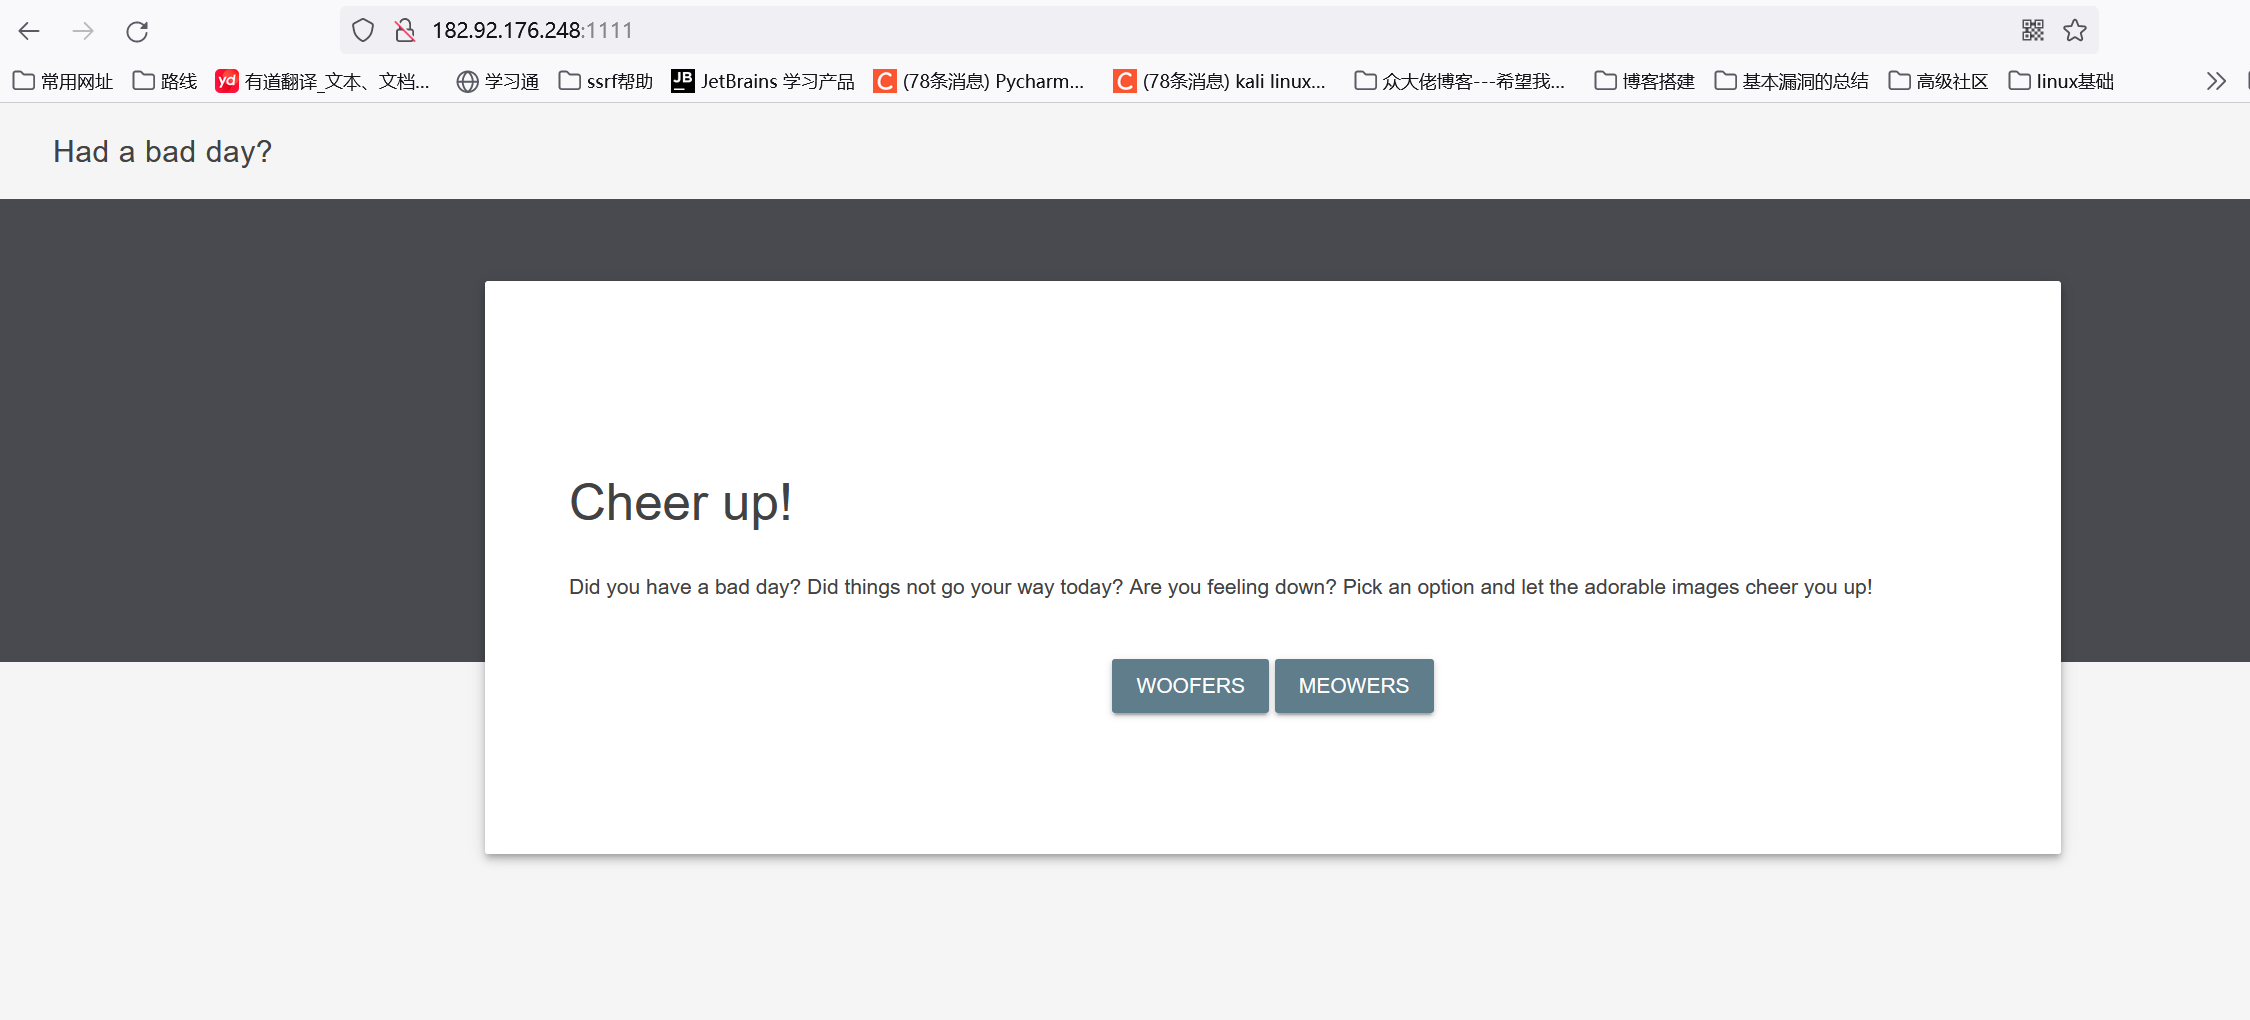 182.92.176.248:1111
常用网址 路线 yd 有道翻译_文本、文档... 学习通 ssrf帮助 JB JetBrains 学习产品 C (78条消息) Pycharm... C (78条消息) kali linux... 众大佬博客---希望我... 博客搭建 基本漏洞的总结 高级社区 linux基础
Had a bad day?
Cheer up!
Did you have a bad day? Did things not go your way today? Are you feeling down? Pick an option and let the adorable images cheer you up!
WOOFERS MEOWERS